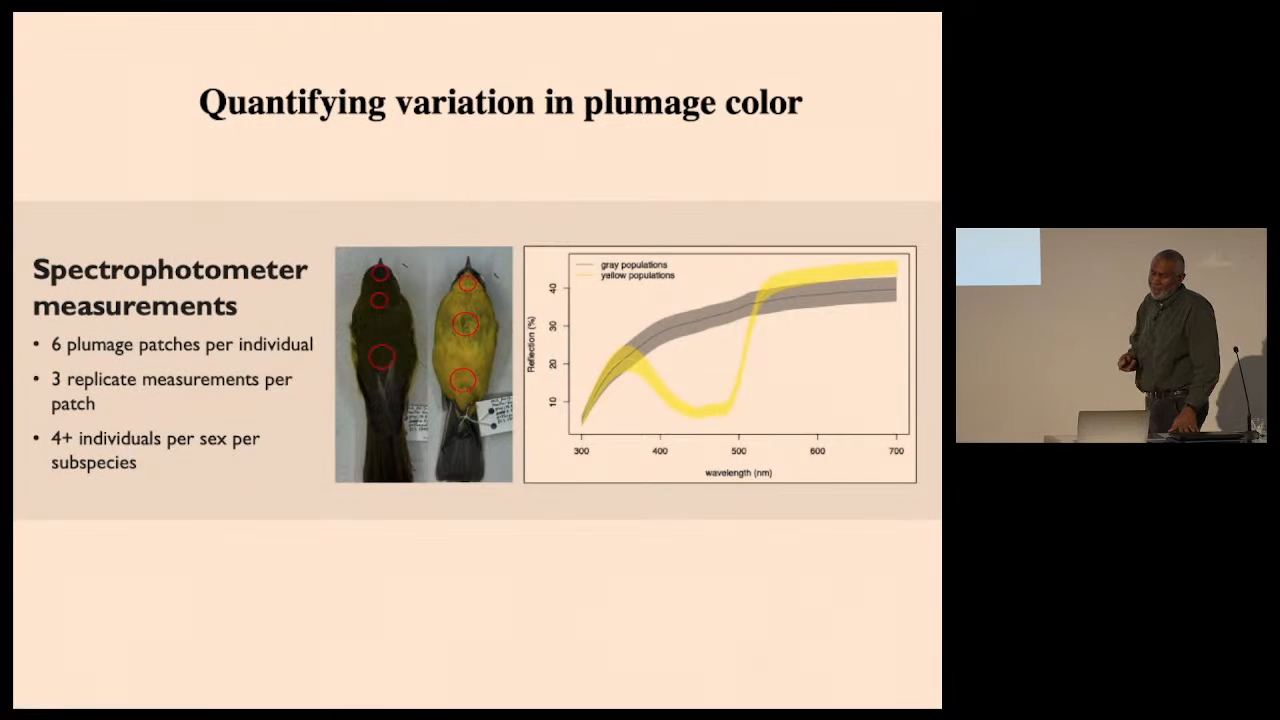 Quantifying variation in plumage color
Spectrophotometer
measurements
• 6 plumage patches per individual
• 3 replicate measurements per
patch
• 4+ individuals per sex per
subspecies
gray populations
yellow populations
Reflection (%)
40
30
20
10
300
400
500
600
700
wavelength (nm)